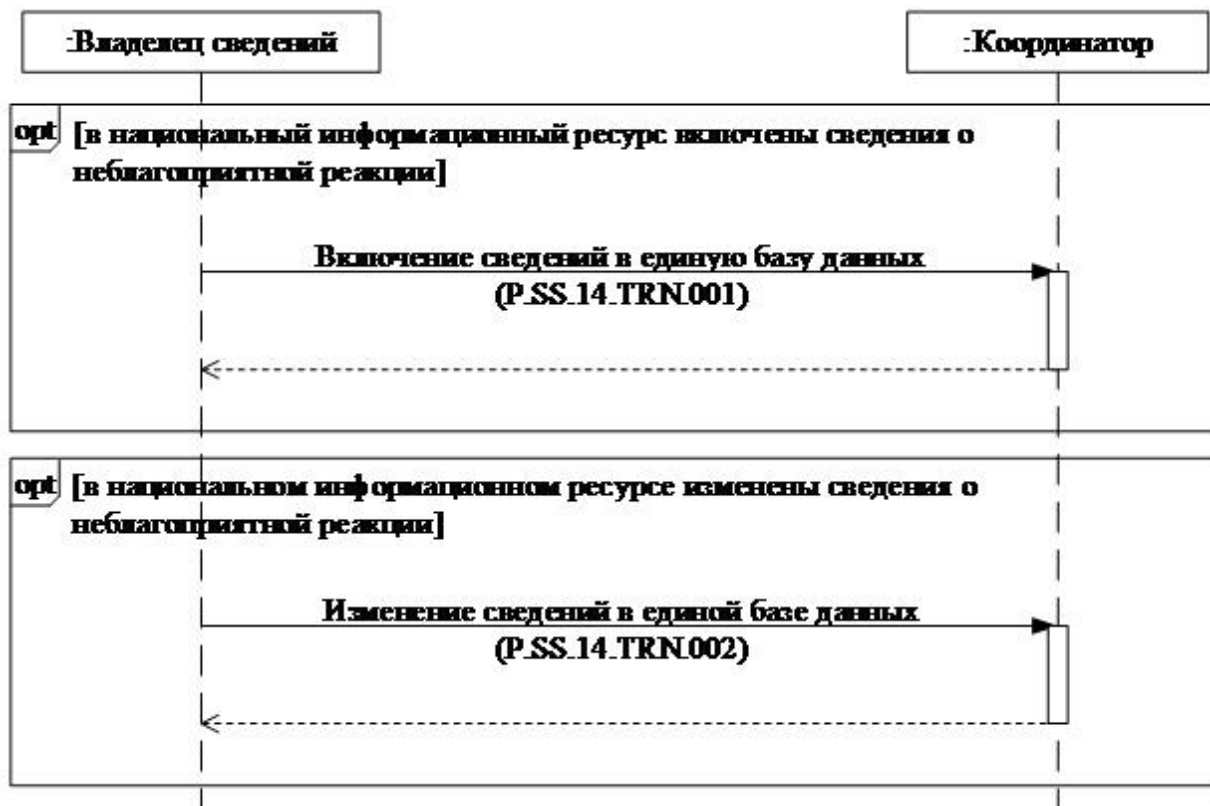 :Владелец сведений
:Координатор
opt [в национальный информационный ресурс включены сведения о
неблагоприятной реакции]
Включение сведений в единую базу данных
(P.SS.14.TRN.001)
opt [в национальном информационном ресурсе изменены сведения о
неблагоприятной реакции]
Изменение сведений в единой базе данных
(P.SS.14.TRN.002)